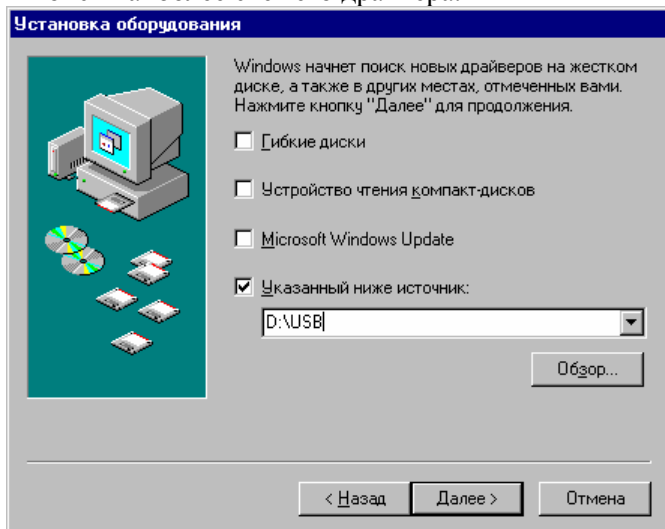 Установка оборудования
Windows начнет поиск новых драйверов на жестком
диске, а также в других местах, отмеченных вами.
Нажмите кнопку "Далее" для продолжения.
Гибкие диски
Устройство чтения компакт-дисков
Microsoft Windows Update
Указанный ниже источник:
D:\USB
Обзор...
< Назад Далее > Отмена